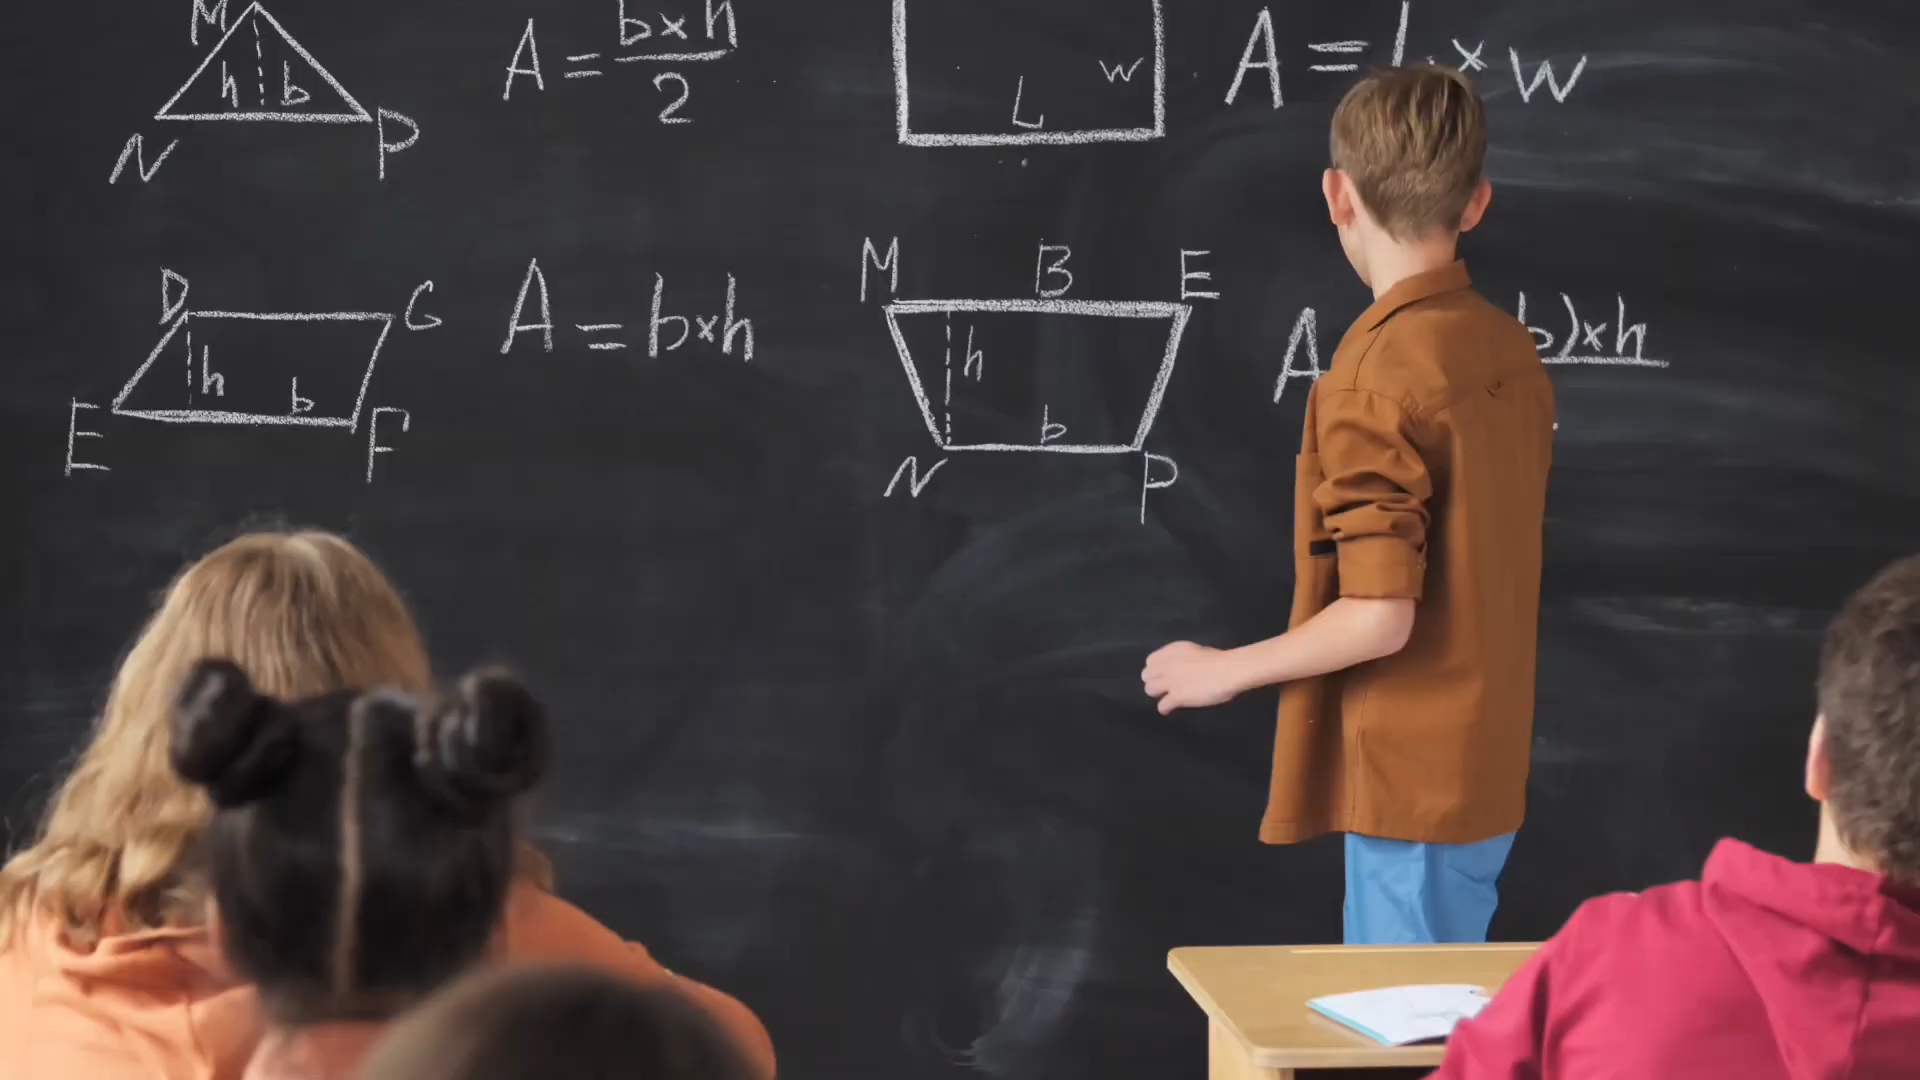 M
h b
N P
A = b×h
2
L w
A = L × w
D G
h b
E F
A = b×h
M B E
h
b
N P
A b)×h